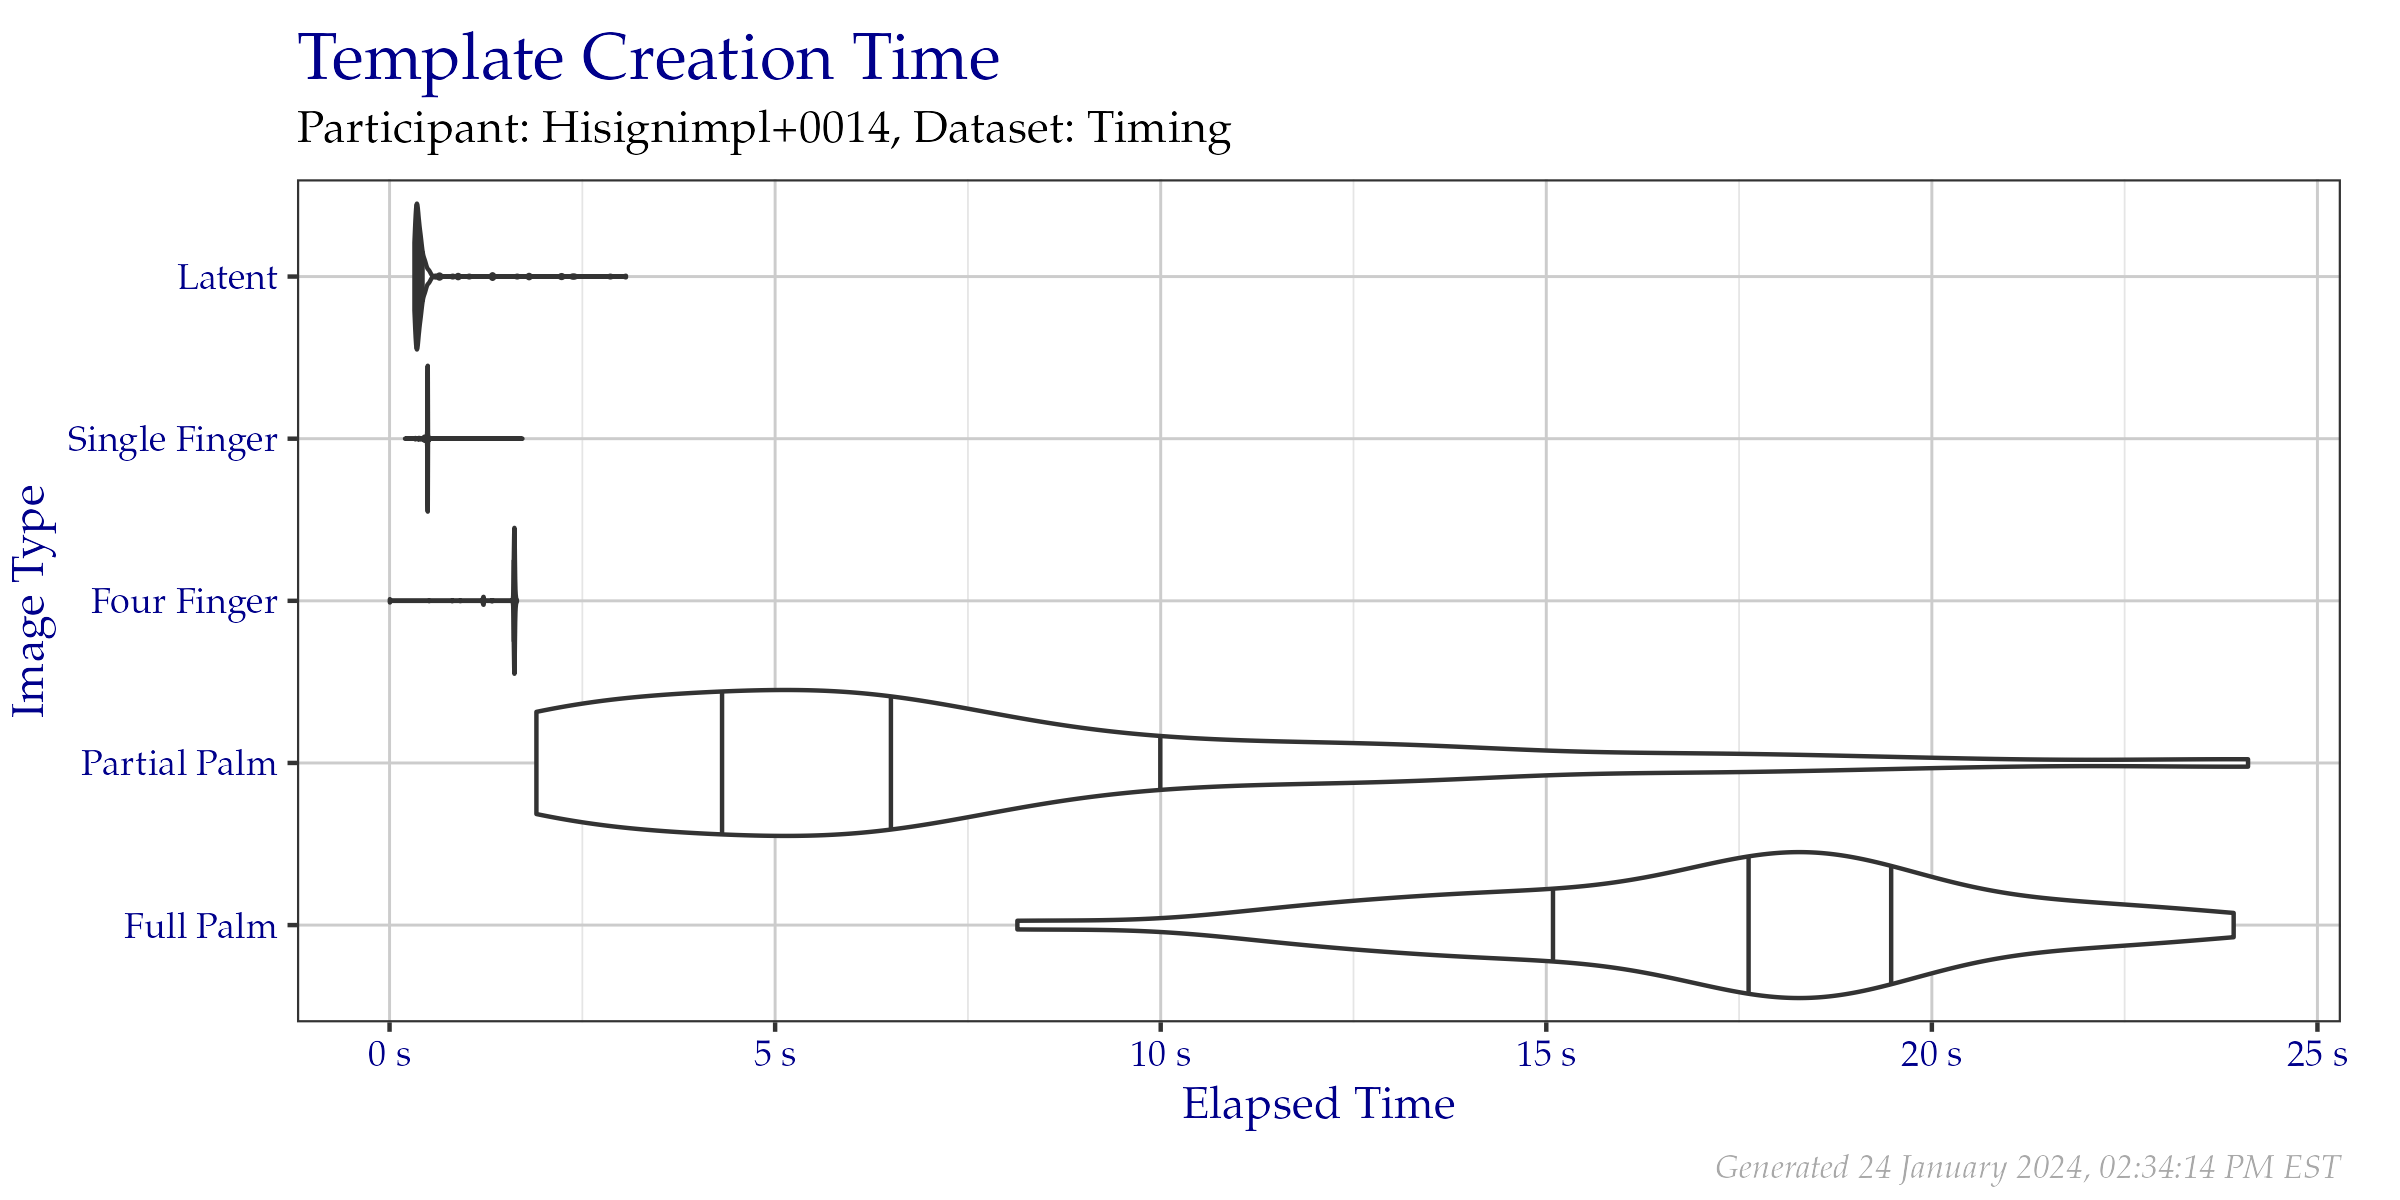 Template Creation Time
Participant: Hisignimpl+0014, Dataset: Timing
Image Type
Latent
Single Finger
Four Finger
Partial Palm
Full Palm
0 s 5 s 10 s 15 s 20 s 25 s
Elapsed Time
Generated 24 January 2024, 02:34:14 PM EST